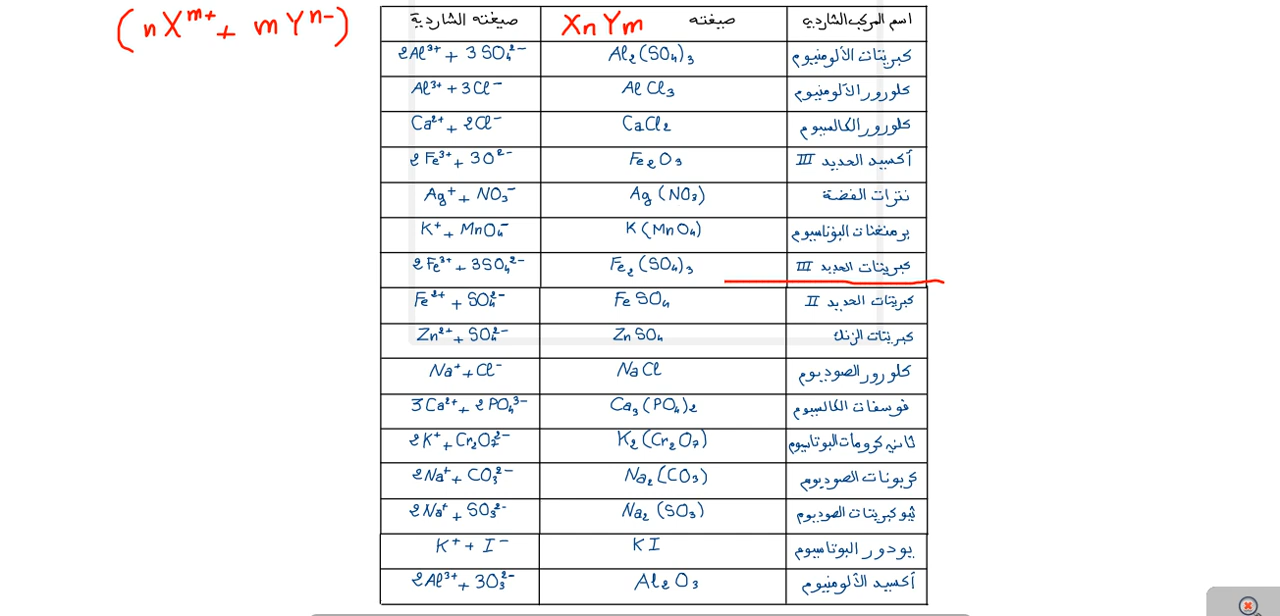 (nXᵐ⁺ + mYⁿ⁻)
اسم المركب الشاردي صيغته XnYm صيغته الشاردية
كبريتات الألومنيوم Al₂(SO₄)₃ 2Al³⁺ + 3SO₄²⁻
كلورور الألومنيوم AlCl₃ Al³⁺ + 3Cl⁻
كلورور الكالسيوم CaCl₂ Ca²⁺ + 2Cl⁻
أكسيد الحديد III Fe₂O₃ 2Fe³⁺ + 3O²⁻
نترات الفضة Ag(NO₃) Ag⁺ + NO₃⁻
برمنغنات البوتاسيوم K(MnO₄) K⁺ + MnO₄⁻
كبريتات الحديد III Fe₂(SO₄)₃ 2Fe³⁺ + 3SO₄²⁻
كبريتات الحديد II FeSO₄ Fe²⁺ + SO₄²⁻
كبريتات الزنك ZnSO₄ Zn²⁺ + SO₄²⁻
كلورور الصوديوم NaCl Na⁺ + Cl⁻
فوسفات الكالسيوم Ca₃(PO₄)₂ 3Ca²⁺ + 2PO₄³⁻
ثاني كرومات البوتاسيوم K₂(Cr₂O₇) 2K⁺ + Cr₂O₇²⁻
كربونات الصوديوم Na₂(CO₃) 2Na⁺ + CO₃²⁻
ثيوكبريتات الصوديوم Na₂(SO₃) 2Na⁺ + SO₃²⁻
يودور البوتاسيوم KI K⁺ + I⁻
أكسيد الألومنيوم Al₂O₃ 2Al³⁺ + 3O₃²⁻